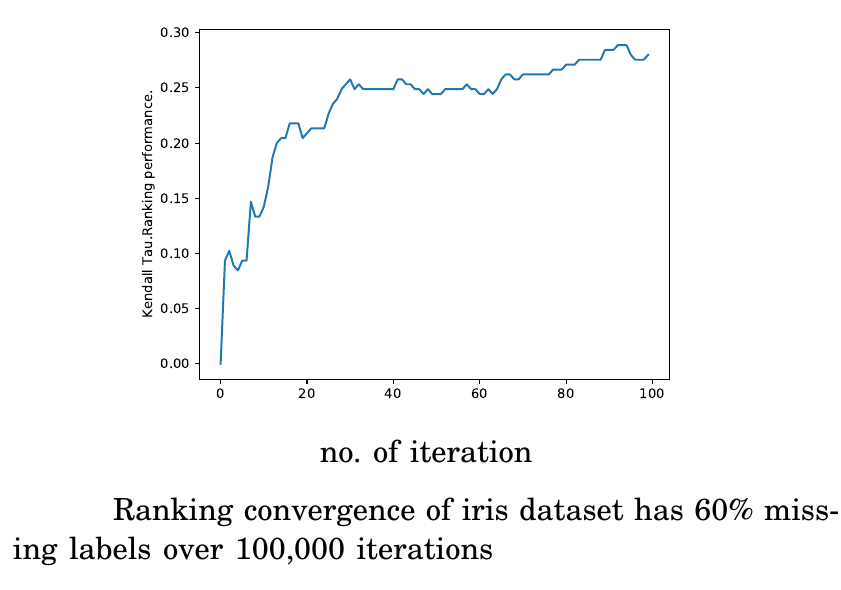 0.30
0.25
0.20
0.15
0.10
0.05
0.00
Kendall Tau.Ranking performance.
0 20 40 60 80 100
no. of iteration
Ranking convergence of iris dataset has 60% miss-
ing labels over 100,000 iterations